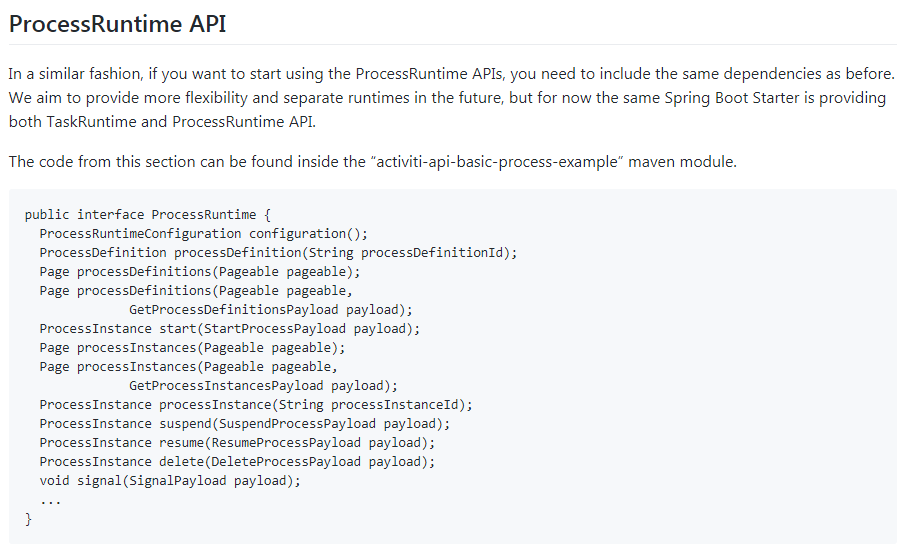 ProcessRuntime API
In a similar fashion, if you want to start using the ProcessRuntime APIs, you need to include the same dependencies as before.
We aim to provide more flexibility and separate runtimes in the future, but for now the same Spring Boot Starter is providing
both TaskRuntime and ProcessRuntime API.
The code from this section can be found inside the “activiti-api-basic-process-example” maven module.
public interface ProcessRuntime {
  ProcessRuntimeConfiguration configuration();
  ProcessDefinition processDefinition(String processDefinitionId);
  Page processDefinitions(Pageable pageable);
  Page processDefinitions(Pageable pageable,
              GetProcessDefinitionsPayload payload);
  ProcessInstance start(StartProcessPayload payload);
  Page processInstances(Pageable pageable);
  Page processInstances(Pageable pageable,
              GetProcessInstancesPayload payload);
  ProcessInstance processInstance(String processInstanceId);
  ProcessInstance suspend(SuspendProcessPayload payload);
  ProcessInstance resume(ResumeProcessPayload payload);
  ProcessInstance delete(DeleteProcessPayload payload);
  void signal(SignalPayload payload);
  ...
}